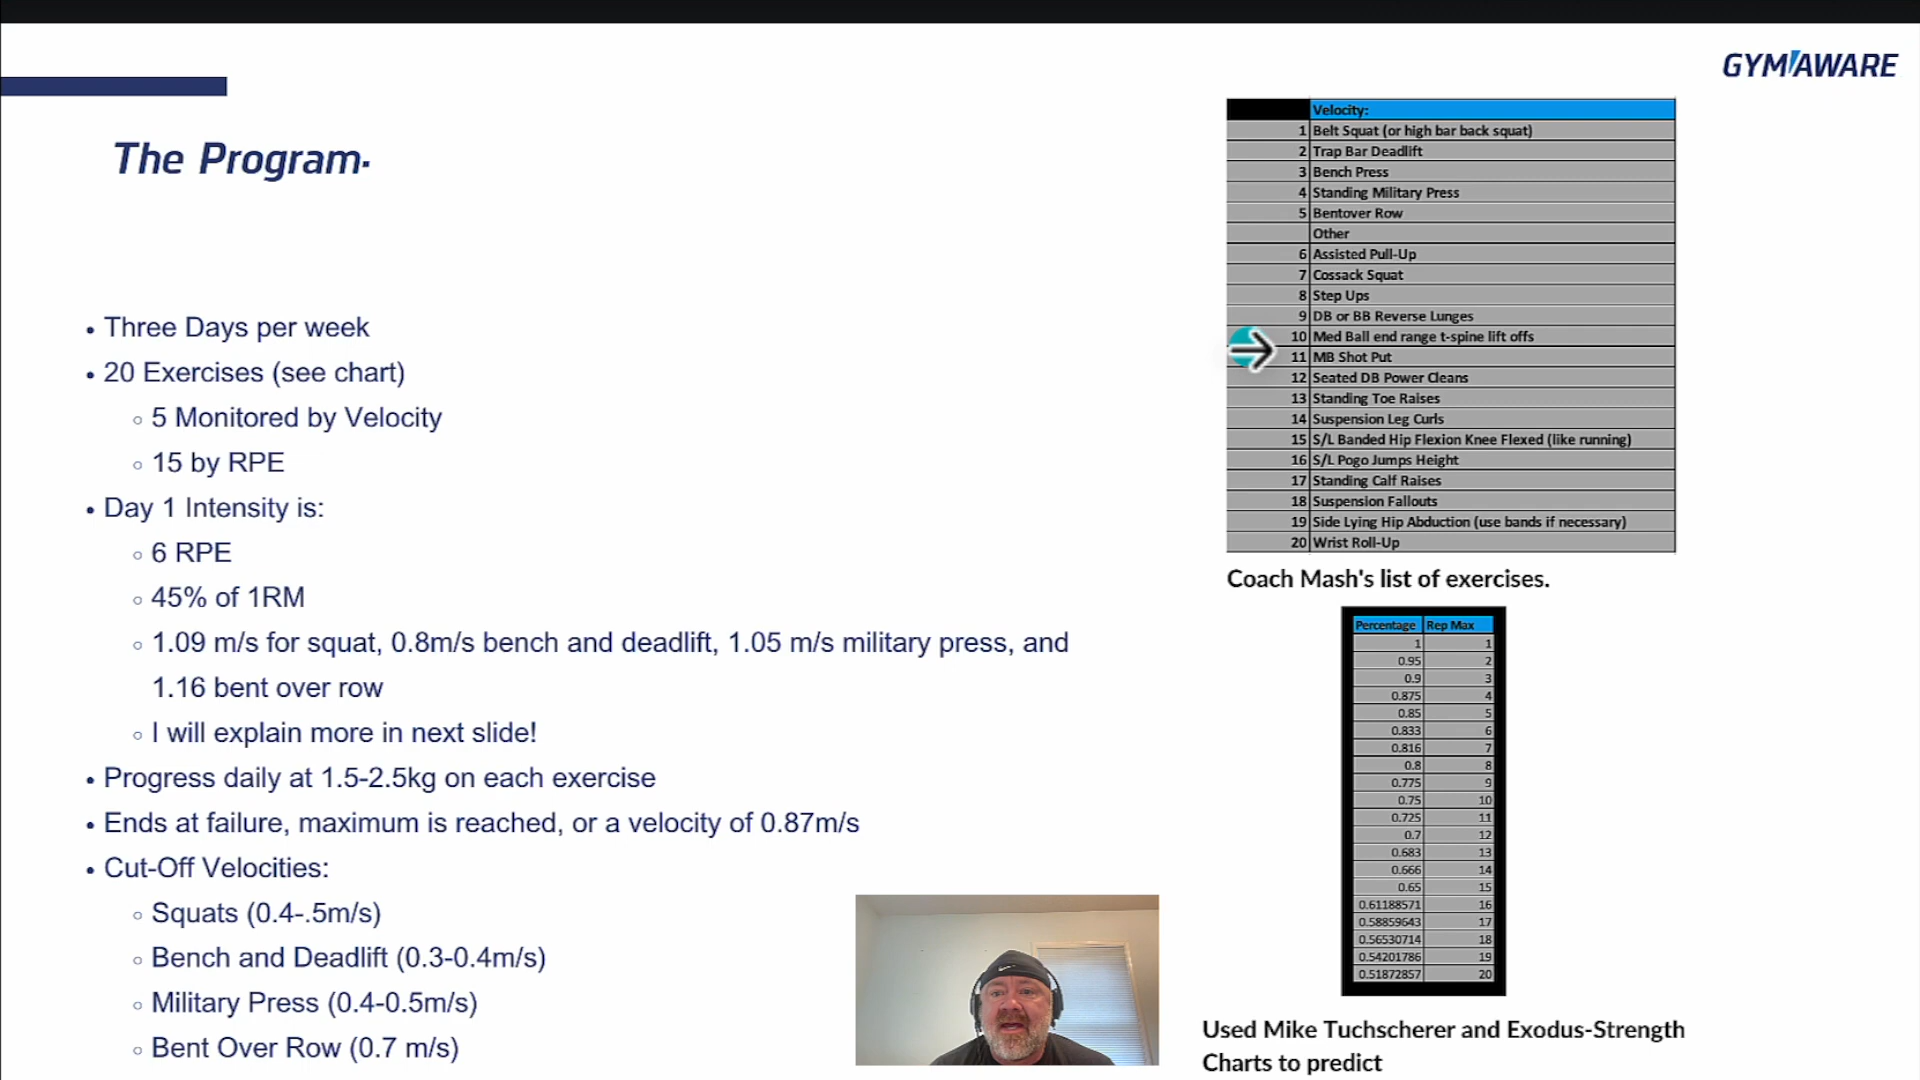 GYMAWARE
The Program.
• Three Days per week
• 20 Exercises (see chart)
◦ 5 Monitored by Velocity
◦ 15 by RPE
• Day 1 Intensity is:
◦ 6 RPE
◦ 45% of 1RM
◦ 1.09 m/s for squat, 0.8m/s bench and deadlift, 1.05 m/s military press, and
1.16 bent over row
◦ I will explain more in next slide!
• Progress daily at 1.5-2.5kg on each exercise
• Ends at failure, maximum is reached, or a velocity of 0.87m/s
• Cut-Off Velocities:
◦ Squats (0.4-.5m/s)
◦ Bench and Deadlift (0.3-0.4m/s)
◦ Military Press (0.4-0.5m/s)
◦ Bent Over Row (0.7 m/s)
Velocity:
1 Belt Squat (or high bar back squat)
2 Trap Bar Deadlift
3 Bench Press
4 Standing Military Press
5 Bentover Row
Other
6 Assisted Pull-Up
7 Cossack Squat
8 Step Ups
9 DB or BB Reverse Lunges
10 Med Ball end range t-spine lift offs
11 MB Shot Put
12 Seated DB Power Cleans
13 Standing Toe Raises
14 Suspension Leg Curls
15 S/L Banded Hip Flexion Knee Flexed (like running)
16 S/L Pogo Jumps Height
17 Standing Calf Raises
18 Suspension Fallouts
19 Side Lying Hip Abduction (use bands if necessary)
20 Wrist Roll-Up
Coach Mash's list of exercises.
Percentage Rep Max
1 1
0.95 2
0.9 3
0.875 4
0.85 5
0.833 6
0.816 7
0.8 8
0.775 9
0.75 10
0.725 11
0.7 12
0.683 13
0.666 14
0.65 15
0.61188571 16
0.58859643 17
0.56530714 18
0.54201786 19
0.51872857 20
Used Mike Tuchscherer and Exodus-Strength
Charts to predict